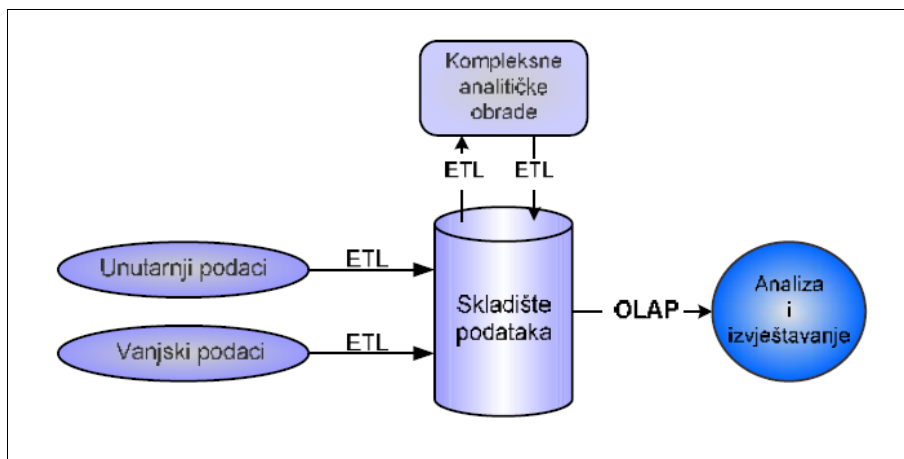 Kompleksne
analitičke
obrade
ETL
ETL
Unutarnji podaci
ETL
Vanjski podaci
ETL
Skladište
podataka
OLAP
Analiza
i
izvještavanje